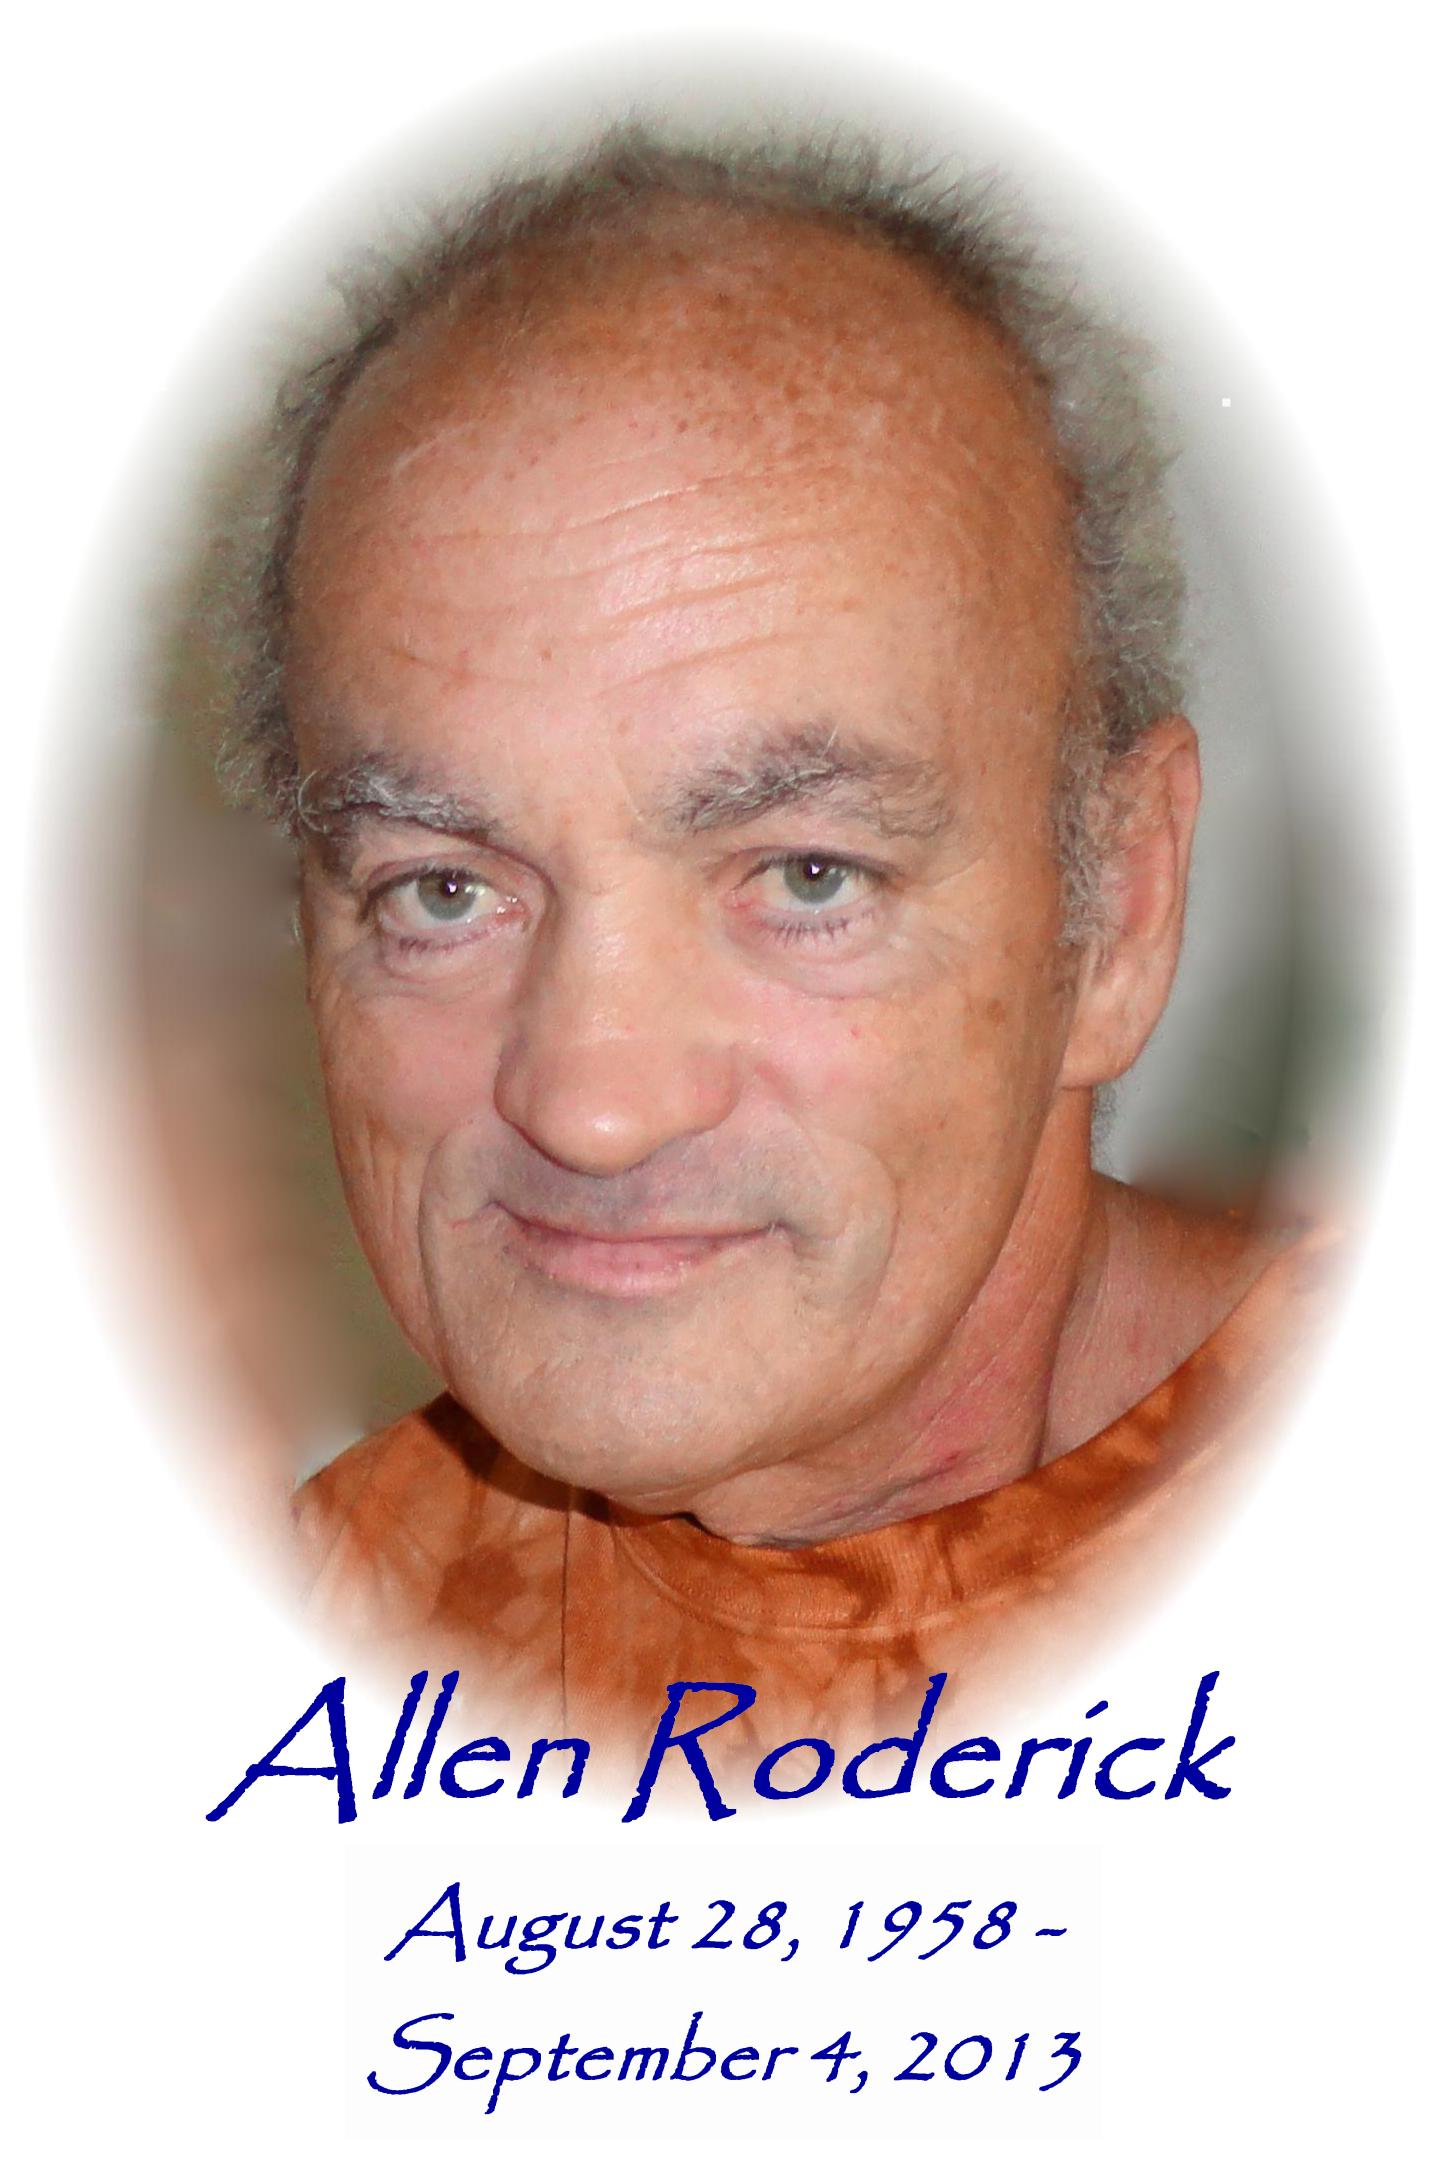 Allen Roderick
August 28, 1958 -
September 4, 2013